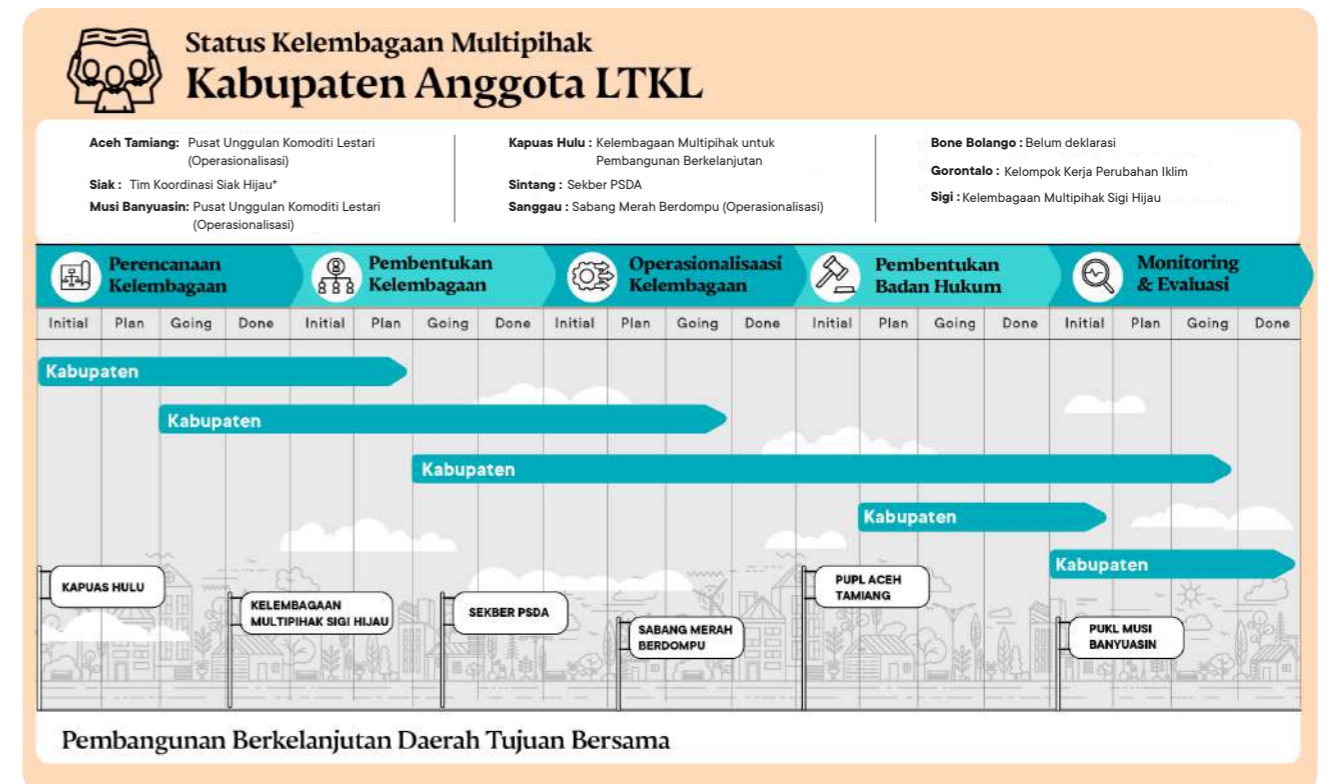 Status Kelembagaan Multipihak
Kabupaten Anggota LTKL
Aceh Tamiang: Pusat Unggulan Komoditi Lestari
(Operasionalisasi)
Siak : Tim Koordinasi Siak Hijau*
Musi Banyuasin: Pusat Unggulan Komoditi Lestari
(Operasionalisasi)
Kapuas Hulu : Kelembagaan Multipihak untuk
Pembangunan Berkelanjutan
Sintang : Sekber PSDA
Sanggau : Sabang Merah Berdompu (Operasionalisasi)
Bone Bolango : Belum deklarasi
Gorontalo : Kelompok Kerja Perubahan Iklim
Sigi : Kelembagaan Multipihak Sigi Hijau
Perencanaan
Kelembagaan
Pembentukan
Kelembagaan
Operasionalisaasi
Kelembagaan
Pembentukan
Badan Hukum
Monitoring
& Evaluasi
Initial Plan Going Done Initial Plan Going Done Initial Plan Going Done Initial Plan Going Done Initial Plan Going Done
Kabupaten
Kabupaten
Kabupaten
Kabupaten
Kabupaten
KAPUAS HULU
KELEMBAGAAN
MULTIPIHAK SIGI HIJAU
SEKBER PSDA
SABANG MERAH
BERDOMPU
PUPL ACEH
TAMIANG
PUKL MUSI
BANYUASIN
Pembangunan Berkelanjutan Daerah Tujuan Bersama